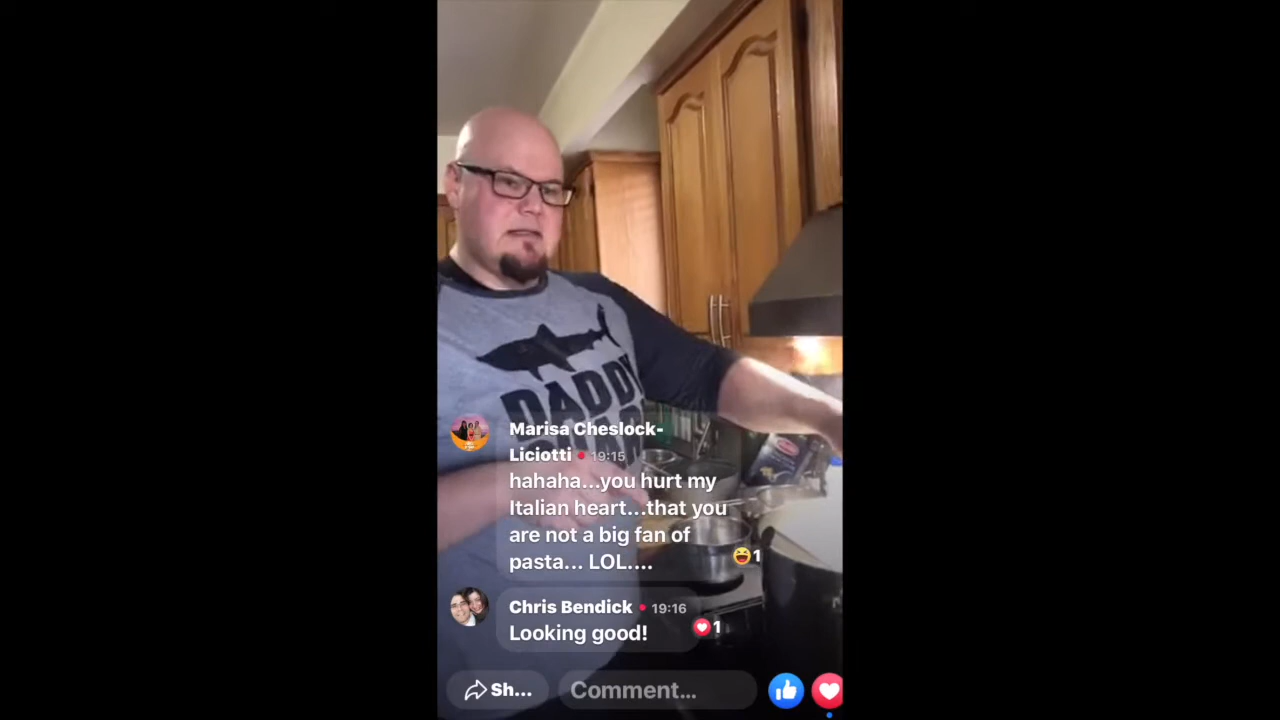 DADDY
Marisa Cheslock-
Liciotti • 19:15
hahaha...you hurt my
Italian heart...that you
are not a big fan of
pasta... LOL....
😆1
Chris Bendick • 19:16
Looking good!
1
Sh...
Comment...